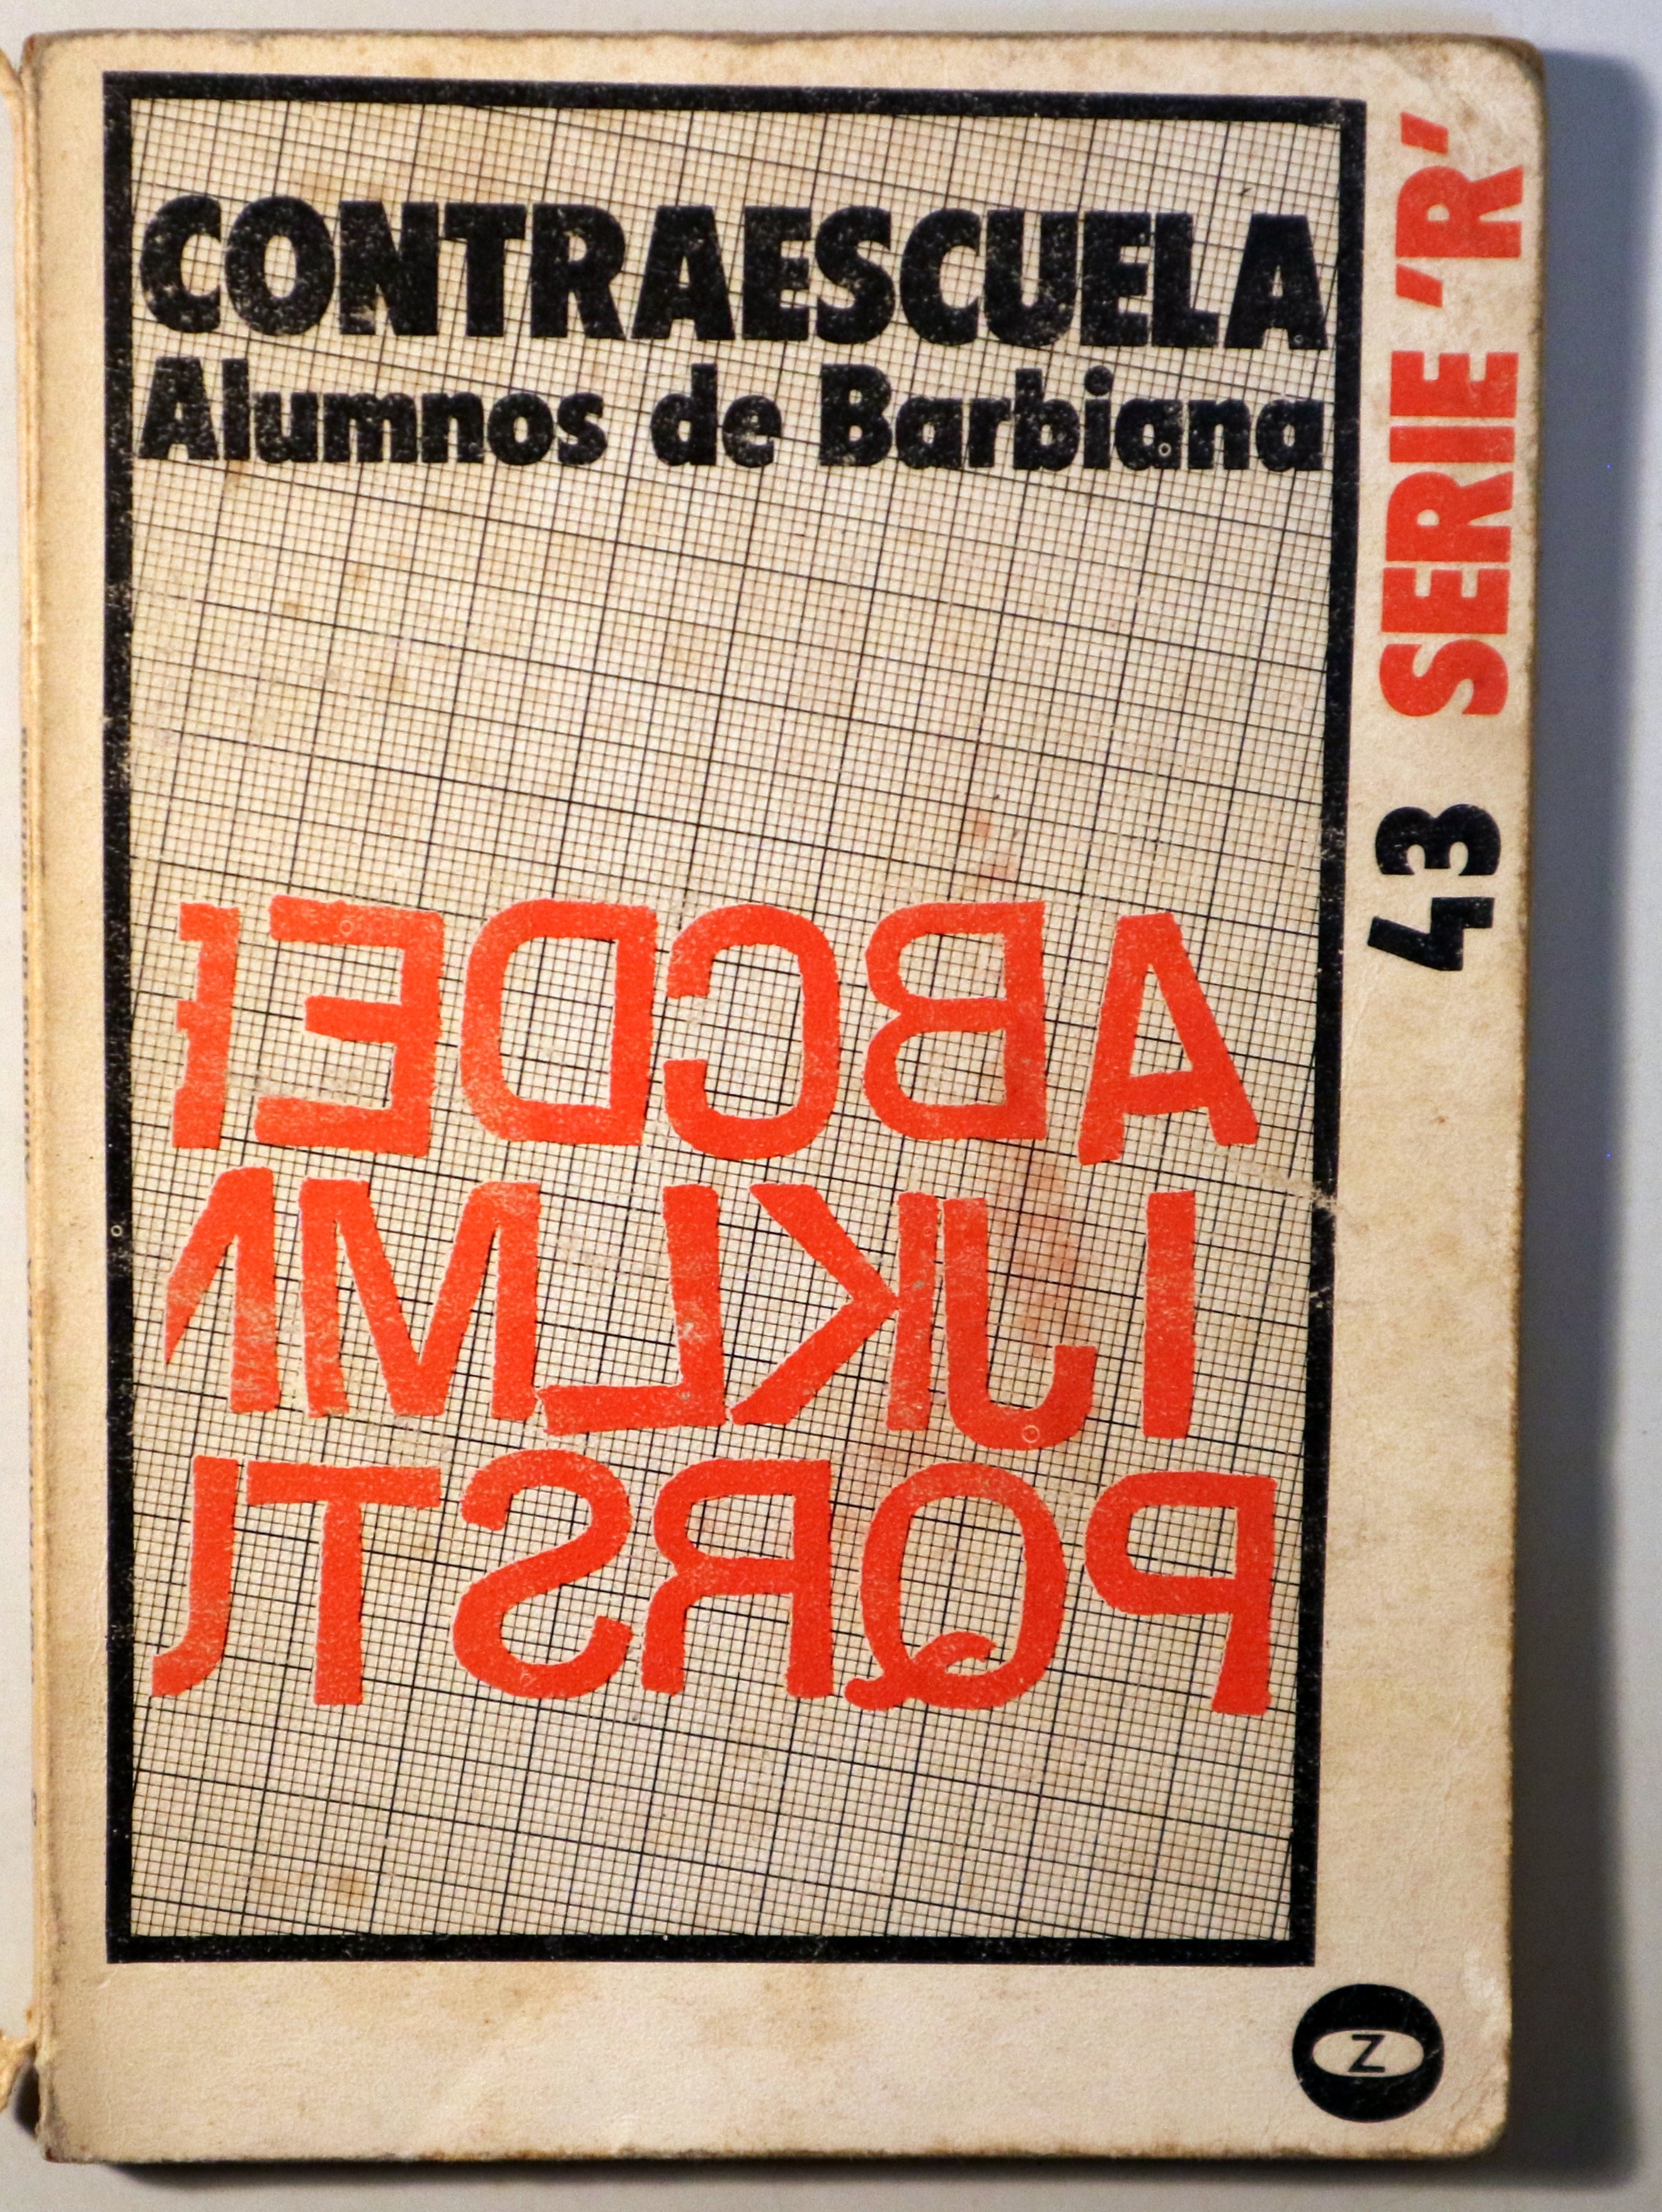 CONTRAESCUELA
Alumnos de Barbiana
ABCDE
IJKLM
PQRST
43 SERIE 'R'
Z